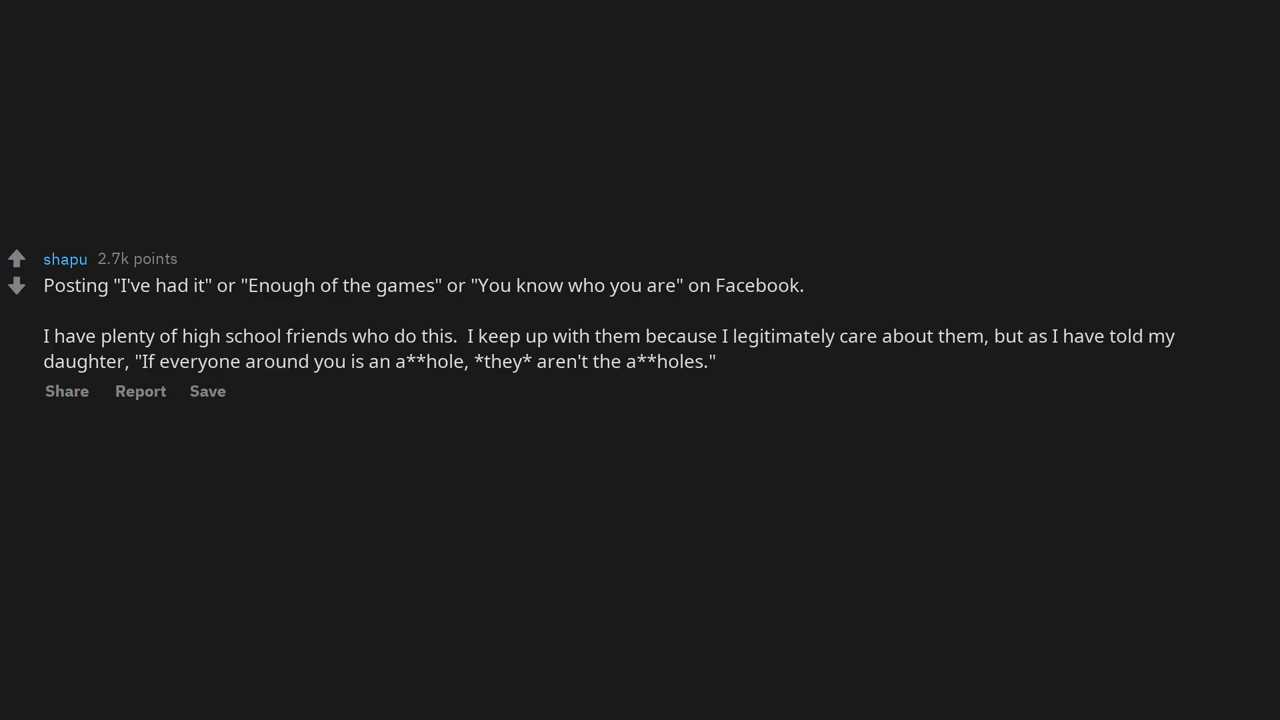 shapu 2.7k points
Posting "I've had it" or "Enough of the games" or "You know who you are" on Facebook.
I have plenty of high school friends who do this.  I keep up with them because I legitimately care about them, but as I have told my
daughter, "If everyone around you is an a**hole, *they* aren't the a**holes."
Share Report Save